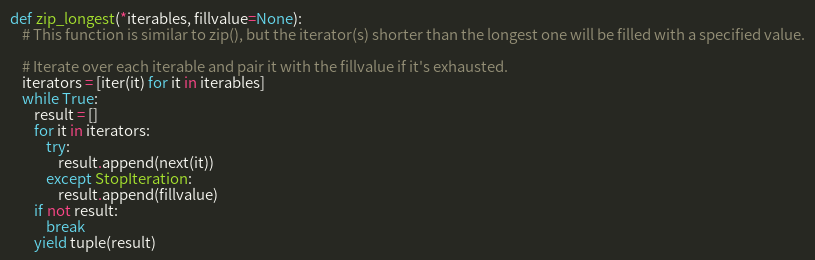 def zip_longest(*iterables, fillvalue=None):
    # This function is similar to zip(), but the iterator(s) shorter than the longest one will be filled with a specified value.

    # Iterate over each iterable and pair it with the fillvalue if it's exhausted.
    iterators = [iter(it) for it in iterables]
    while True:
        result = []
        for it in iterators:
            try:
                result.append(next(it))
            except StopIteration:
                result.append(fillvalue)
        if not result:
            break
        yield tuple(result)